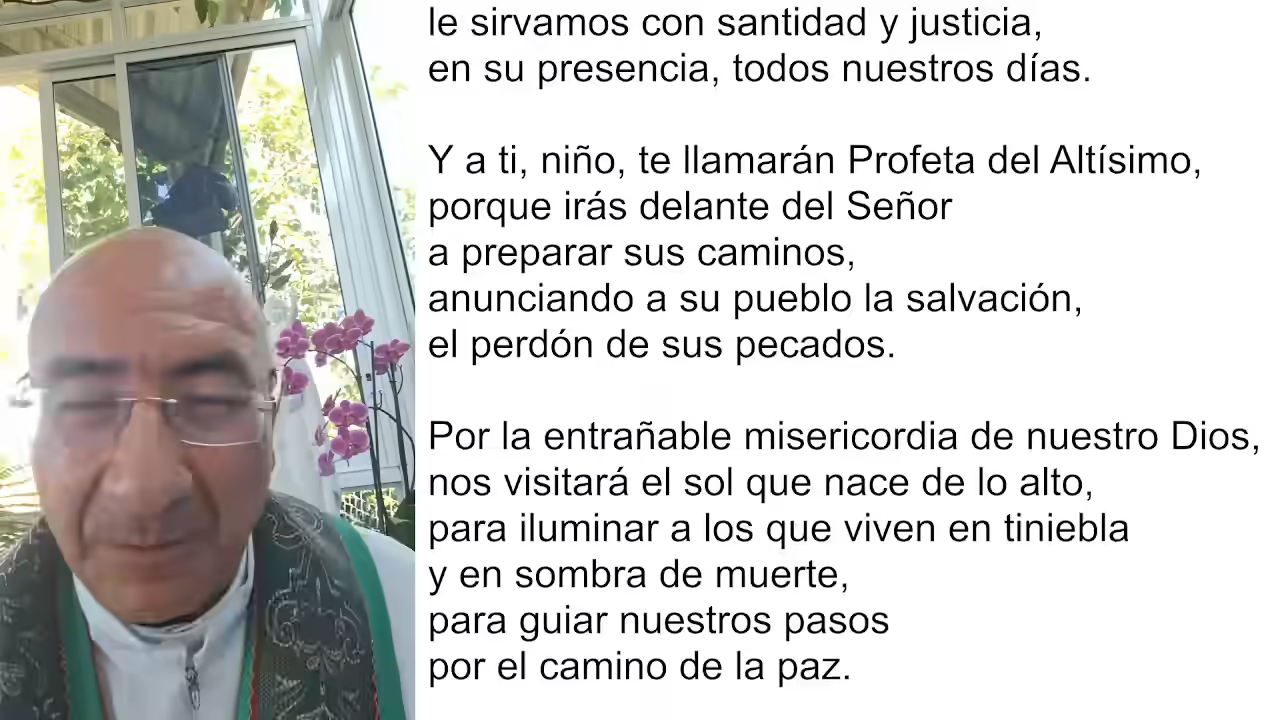 le sirvamos con santidad y justicia,
en su presencia, todos nuestros días.
Y a ti, niño, te llamarán Profeta del Altísimo,
porque irás delante del Señor
a preparar sus caminos,
anunciando a su pueblo la salvación,
el perdón de sus pecados.
Por la entrañable misericordia de nuestro Dios,
nos visitará el sol que nace de lo alto,
para iluminar a los que viven en tiniebla
y en sombra de muerte,
para guiar nuestros pasos
por el camino de la paz.